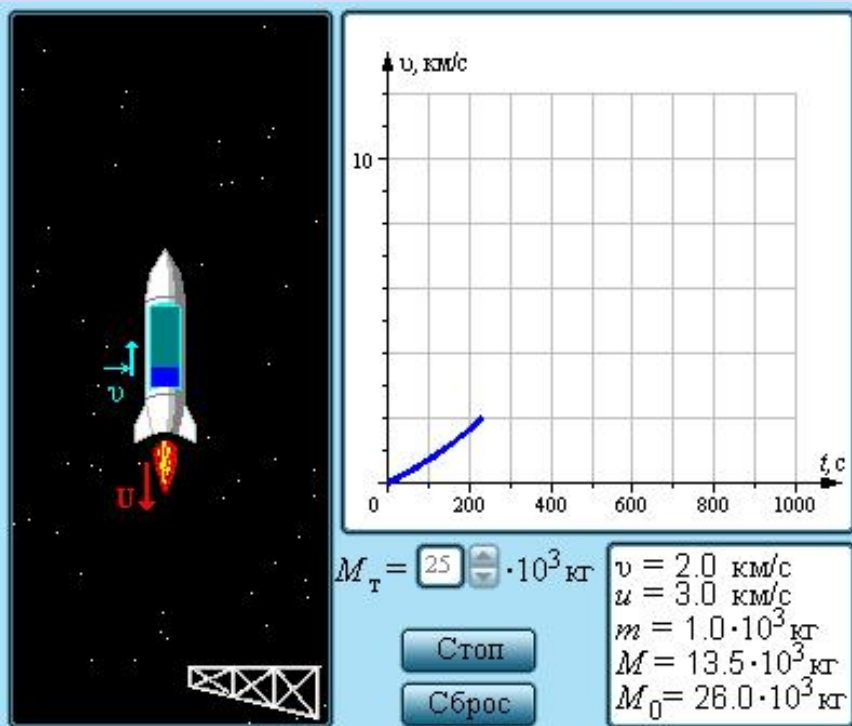 υ, км/с
10
t, с
0 200 400 600 800 1000
υ
U
M_т = 25 ·10³ кг
Стоп
Сброс
υ = 2.0 км/с
u = 3.0 км/с
m = 1.0·10³ кг
M = 13.5·10³ кг
M₀ = 26.0·10³ кг